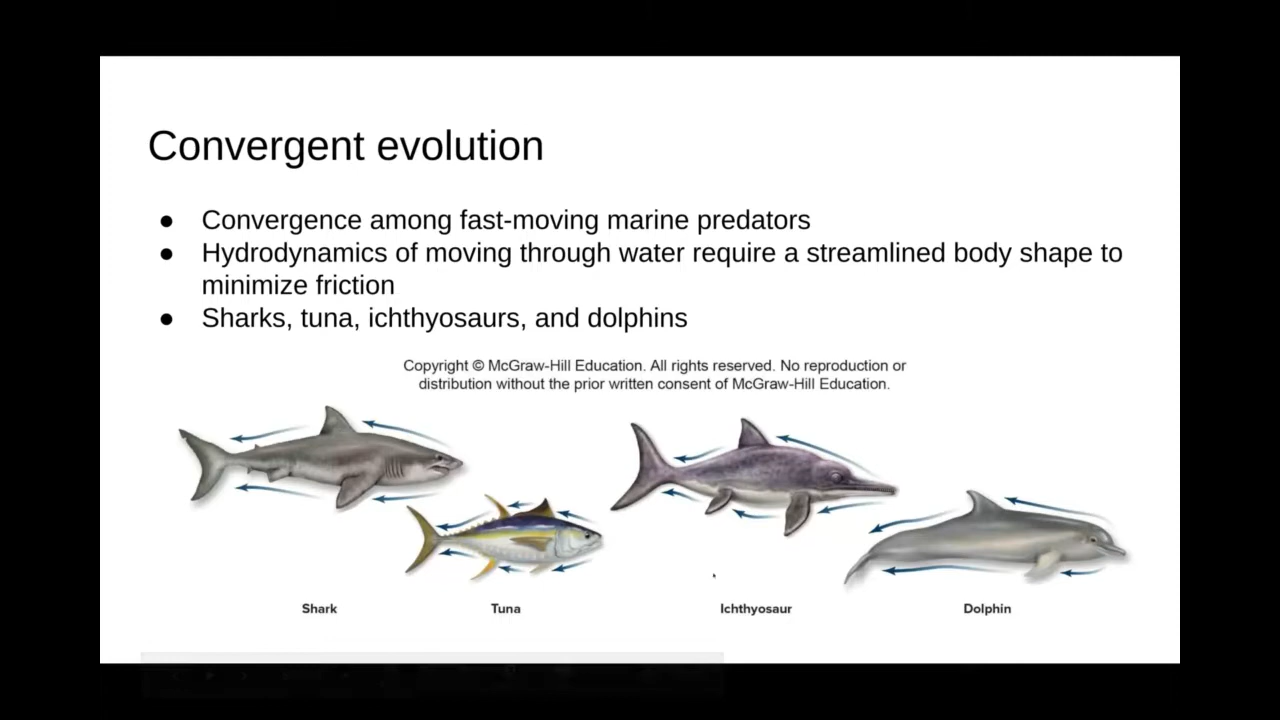 Convergent evolution
● Convergence among fast-moving marine predators
● Hydrodynamics of moving through water require a streamlined body shape to
minimize friction
● Sharks, tuna, ichthyosaurs, and dolphins
Copyright © McGraw-Hill Education. All rights reserved. No reproduction or
distribution without the prior written consent of McGraw-Hill Education.
Shark Tuna Ichthyosaur Dolphin